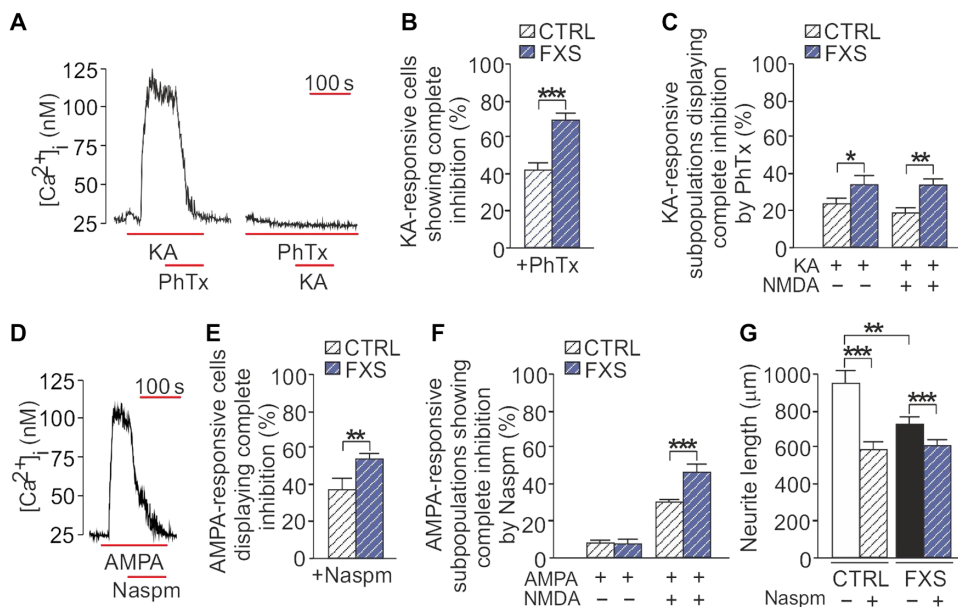 A
[Ca2+]i (nM)
125
100
75
50
25
100 s
KA
PhTx
PhTx
KA
B
CTRL
FXS
KA-responsive cells
showing complete
inhibition (%)
100
80
60
40
20
0
***
+PhTx
C
CTRL
FXS
KA-responsive
subpopulations displaying
complete inhibition
by PhTx (%)
100
80
60
40
20
0
*
**
KA + + + +
NMDA – – + +
D
[Ca2+]i (nM)
125
100
75
50
25
100 s
AMPA
Naspm
E
CTRL
FXS
AMPA-responsive cells
displaying complete
inhibition (%)
100
80
60
40
20
0
**
+Naspm
F
CTRL
FXS
AMPA-responsive
subpopulations showing
complete inhibition
by Naspm (%)
100
80
60
40
20
0
***
AMPA + + + +
NMDA – – + +
G
Neurite length (µm)
1000
800
600
400
200
0
**
***
***
CTRL FXS
Naspm – + – +